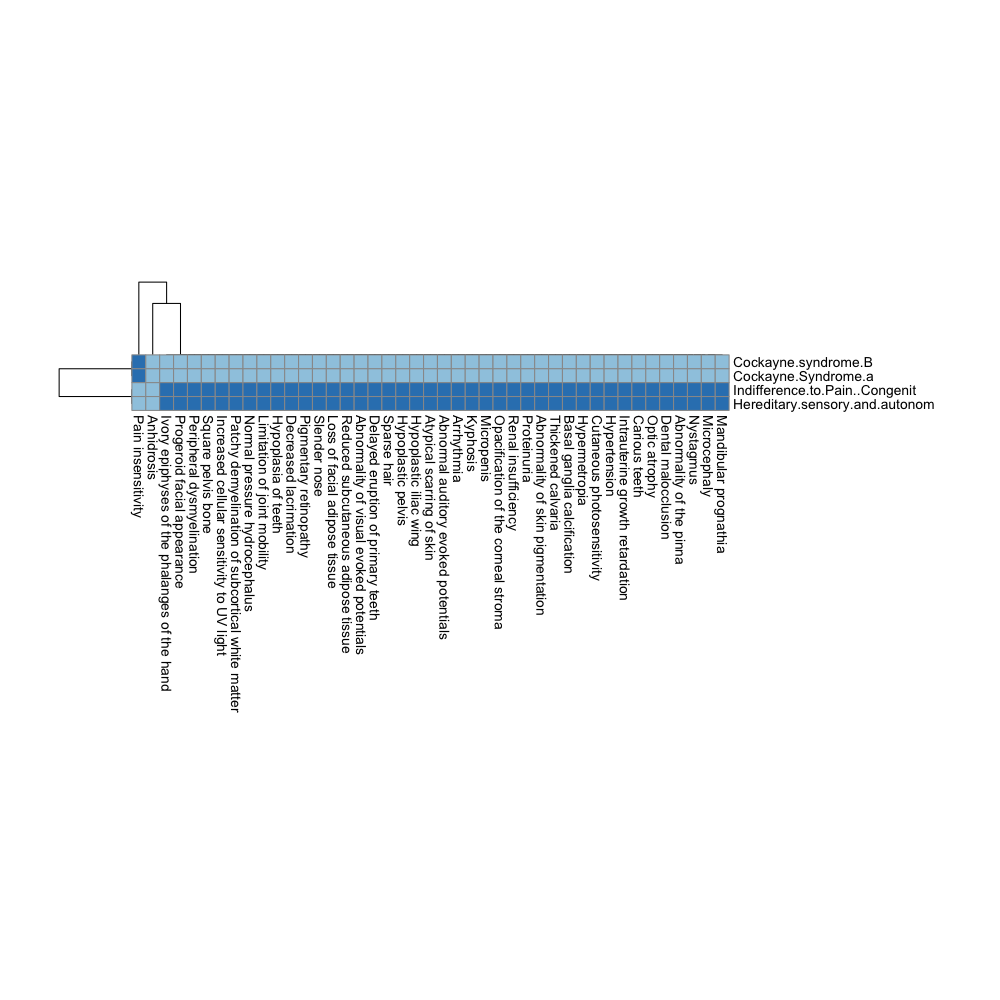 Cockayne.syndrome.B
Cockayne.Syndrome.a
Indifference.to.Pain..Congenit
Hereditary.sensory.and.autonom
Pain insensitivity
Anhidrosis
Ivory epiphyses of the phalanges of the hand
Progeroid facial appearance
Peripheral dysmyelination
Square pelvis bone
Increased cellular sensitivity to UV light
Patchy demyelination of subcortical white matter
Normal pressure hydrocephalus
Limitation of joint mobility
Hypoplasia of teeth
Decreased lacrimation
Pigmentary retinopathy
Slender nose
Loss of facial adipose tissue
Reduced subcutaneous adipose tissue
Abnormality of visual evoked potentials
Delayed eruption of primary teeth
Sparse hair
Hypoplastic pelvis
Hypoplastic iliac wing
Atypical scarring of skin
Abnormal auditory evoked potentials
Arrhythmia
Kyphosis
Micropenis
Opacification of the corneal stroma
Renal insufficiency
Proteinuria
Abnormality of skin pigmentation
Thickened calvaria
Basal ganglia calcification
Hypermetropia
Cutaneous photosensitivity
Hypertension
Intrauterine growth retardation
Carious teeth
Optic atrophy
Dental malocclusion
Abnormality of the pinna
Nystagmus
Microcephaly
Mandibular prognathia